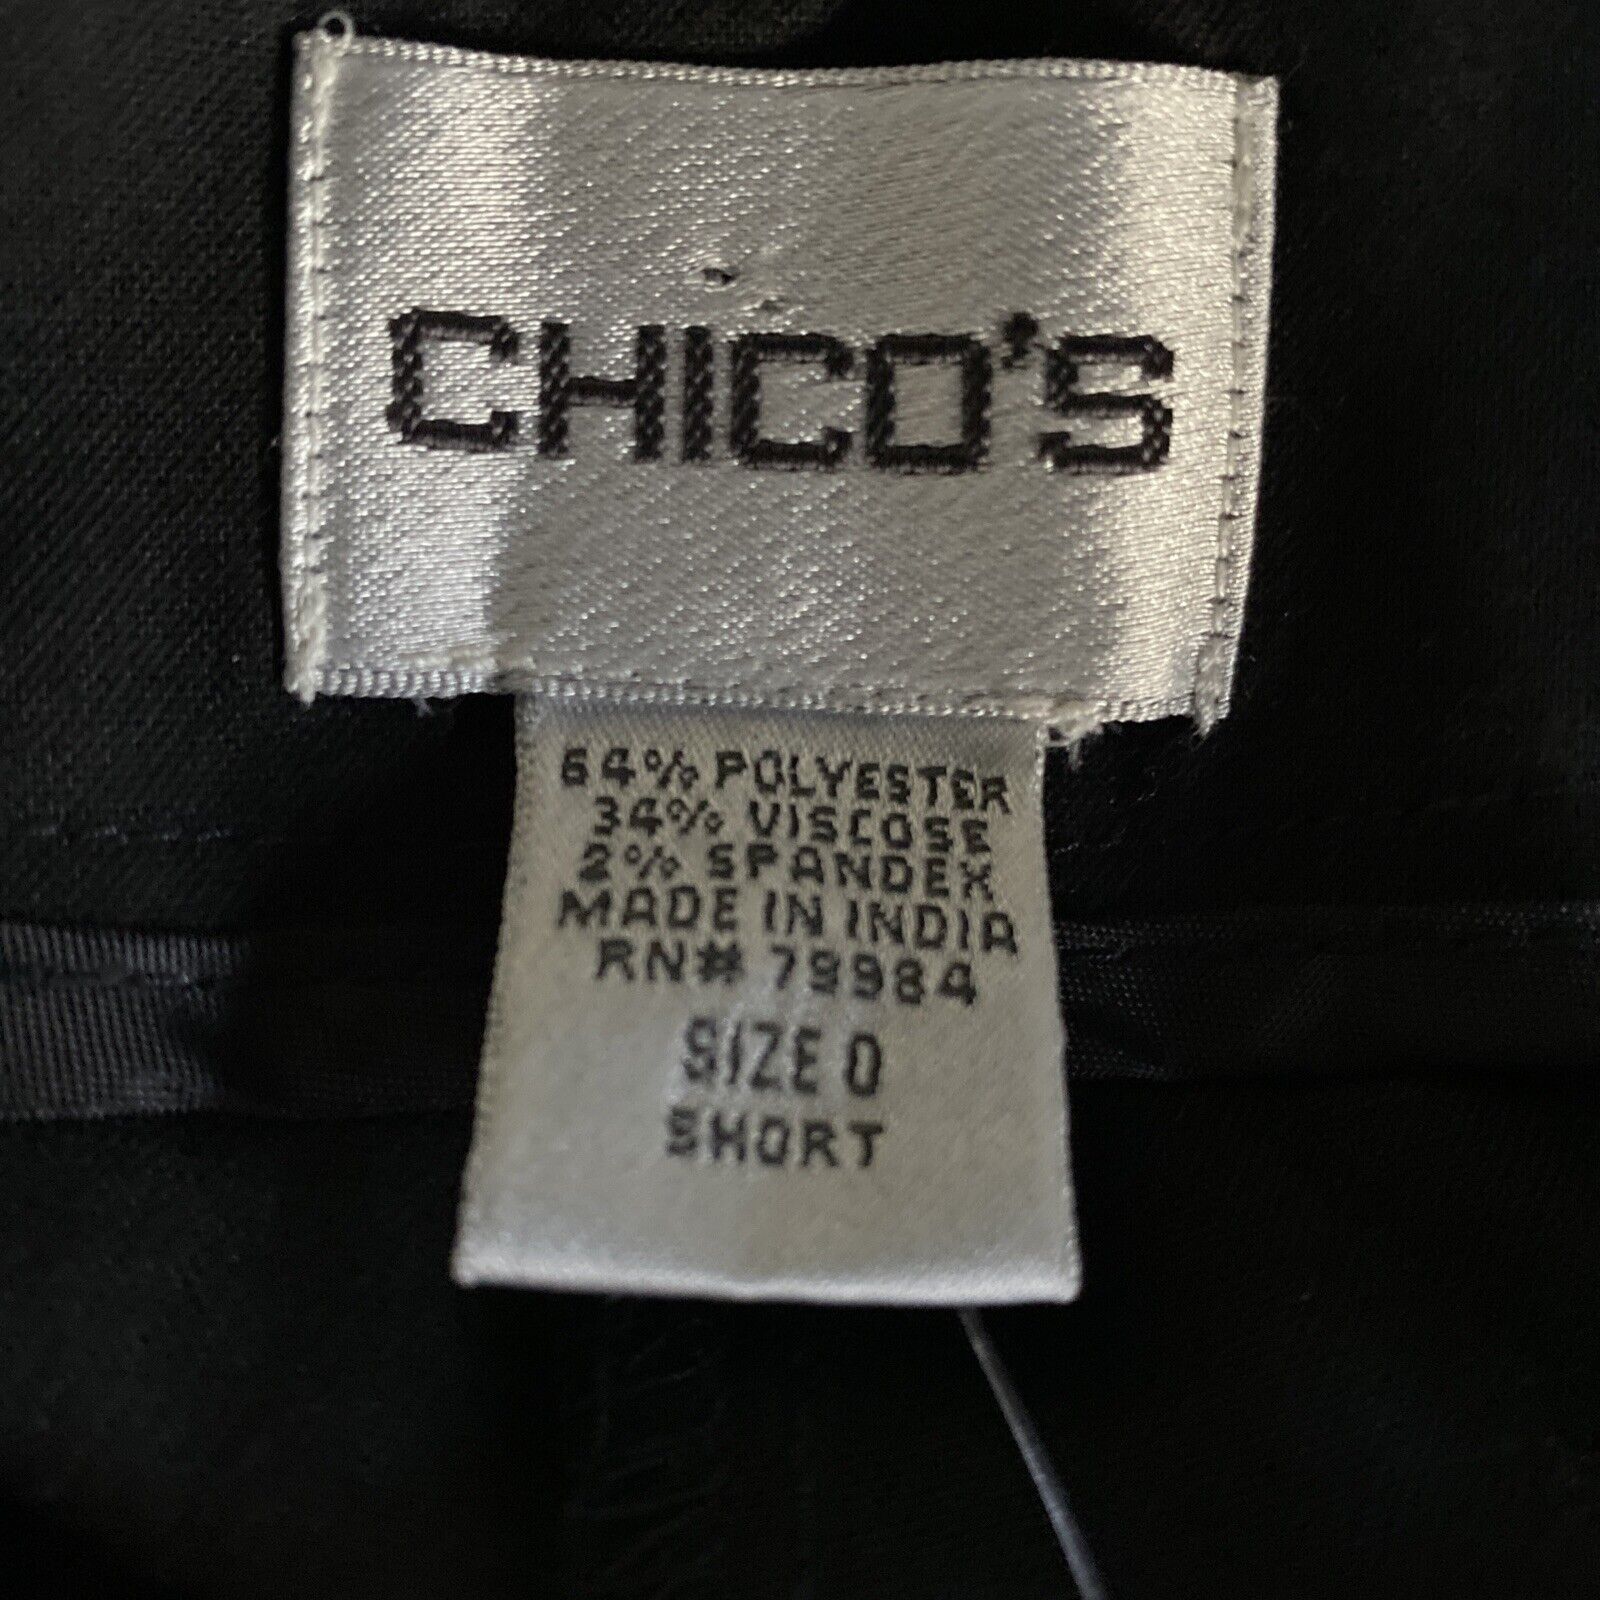 CHICO'S
64% POLYESTER
34% VISCOSE
2% SPANDEX
MADE IN INDIA
RN# 79984
SIZE 0
SHORT